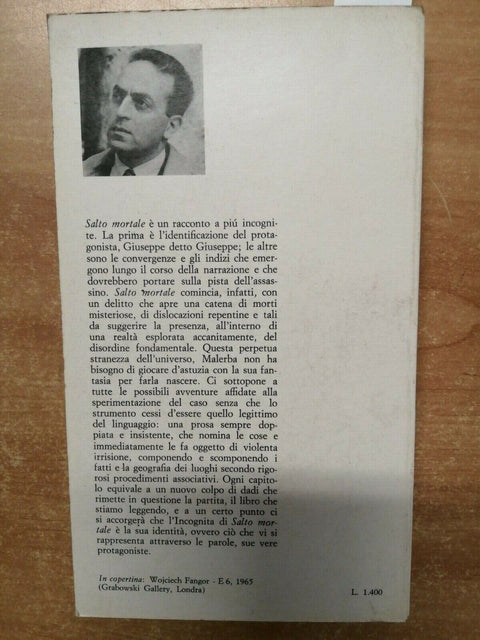 Salto mortale è un racconto a piú incogni-
te. La prima è l'identificazione del prota-
gonista, Giuseppe detto Giuseppe; le altre
sono le convergenze e gli indizi che emer-
gono lungo il corso della narrazione e che
dovrebbero portare sulla pista dell'assas-
sino. Salto mortale comincia, infatti, con
un delitto che apre una catena di morti
misteriose, di dislocazioni repentine e tali
da suggerire la presenza, all'interno di
una realtà esplorata accanitamente, del
disordine fondamentale. Questa perpetua
stranezza dell'universo, Malerba non ha
bisogno di giocare d'astuzia con la sua fan-
tasia per farla nascere. Ci sottopone a
tutte le possibili avventure affidate alla
sperimentazione del caso senza che lo
strumento cessi d'essere quello legittimo
del linguaggio: una prosa sempre dop-
piata e insistente, che nomina le cose e
immediatamente le fa oggetto di violenta
irrisione, componendo e scomponendo i
fatti e la geografia dei luoghi secondo rigo-
rosi procedimenti associativi. Ogni capito-
lo equivale a un nuovo colpo di dadi che
rimette in questione la partita, il libro che
stiamo leggendo, e a un certo punto ci
si accorgerà che l'Incognita di Salto mor-
tale è la sua identità, ovvero ciò che vi si
rappresenta attraverso le parole, sue vere
protagoniste.
In copertina: Wojciech Fangor - E 6, 1965
(Grabowski Gallery, Londra)
L. 1.400